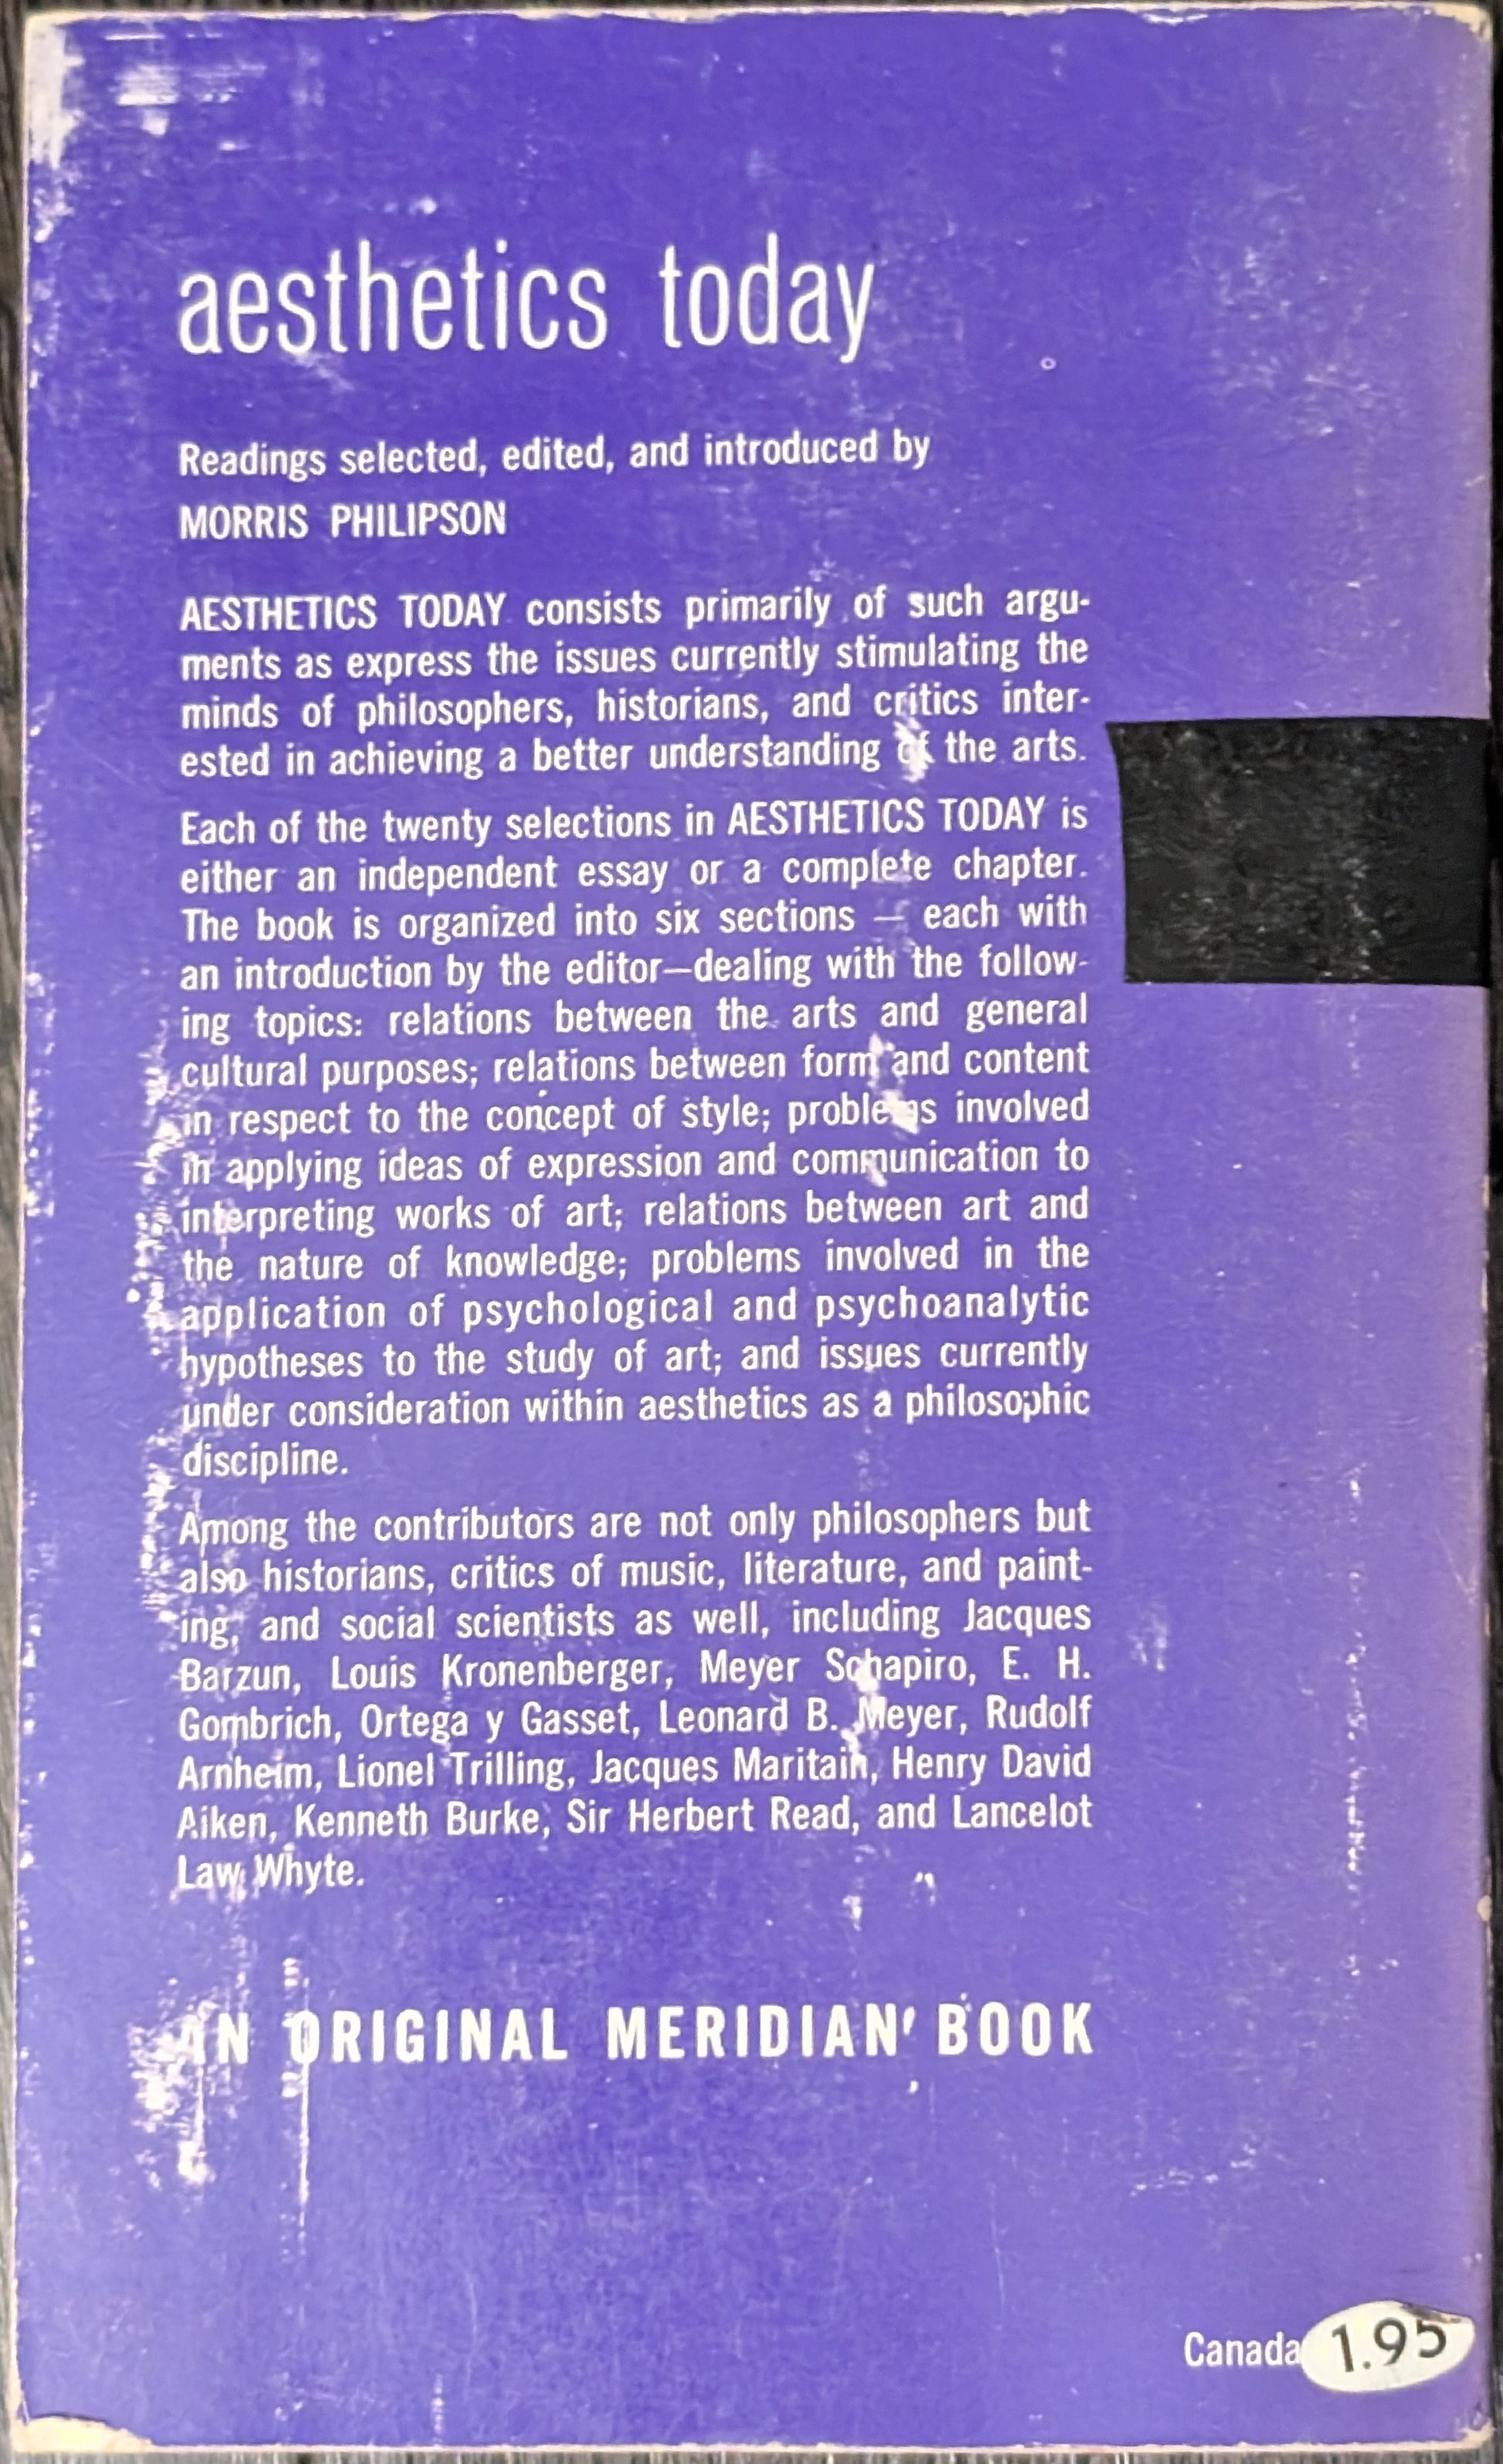 aesthetics today
Readings selected, edited, and introduced by
MORRIS PHILIPSON
AESTHETICS TODAY consists primarily of such argu-
ments as express the issues currently stimulating the
minds of philosophers, historians, and critics inter-
ested in achieving a better understanding of the arts.
Each of the twenty selections in AESTHETICS TODAY is
either an independent essay or a complete chapter.
The book is organized into six sections — each with
an introduction by the editor—dealing with the follow-
ing topics: relations between the arts and general
cultural purposes; relations between form and content
in respect to the concept of style; problems involved
in applying ideas of expression and communication to
interpreting works of art; relations between art and
the nature of knowledge; problems involved in the
application of psychological and psychoanalytic
hypotheses to the study of art; and issues currently
under consideration within aesthetics as a philosophic
discipline.
Among the contributors are not only philosophers but
also historians, critics of music, literature, and paint-
ing, and social scientists as well, including Jacques
Barzun, Louis Kronenberger, Meyer Schapiro, E. H.
Gombrich, Ortega y Gasset, Leonard B. Meyer, Rudolf
Arnheim, Lionel Trilling, Jacques Maritain, Henry David
Aiken, Kenneth Burke, Sir Herbert Read, and Lancelot
Law Whyte.
AN ORIGINAL MERIDIAN BOOK
Canada 1.95